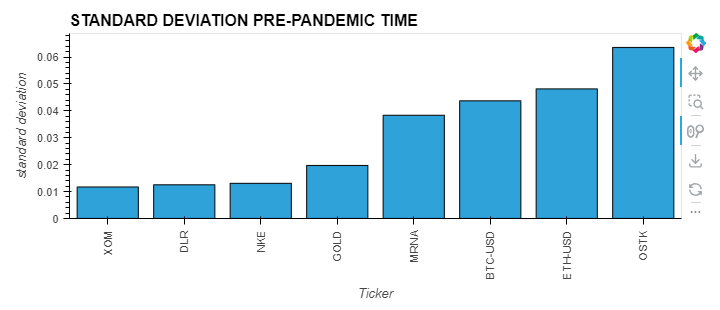 STANDARD DEVIATION PRE-PANDEMIC TIME
standard deviation
0.06
0.05
0.04
0.03
0.02
0.01
0
XOM
DLR
NKE
GOLD
MRNA
BTC-USD
ETH-USD
OSTK
Ticker